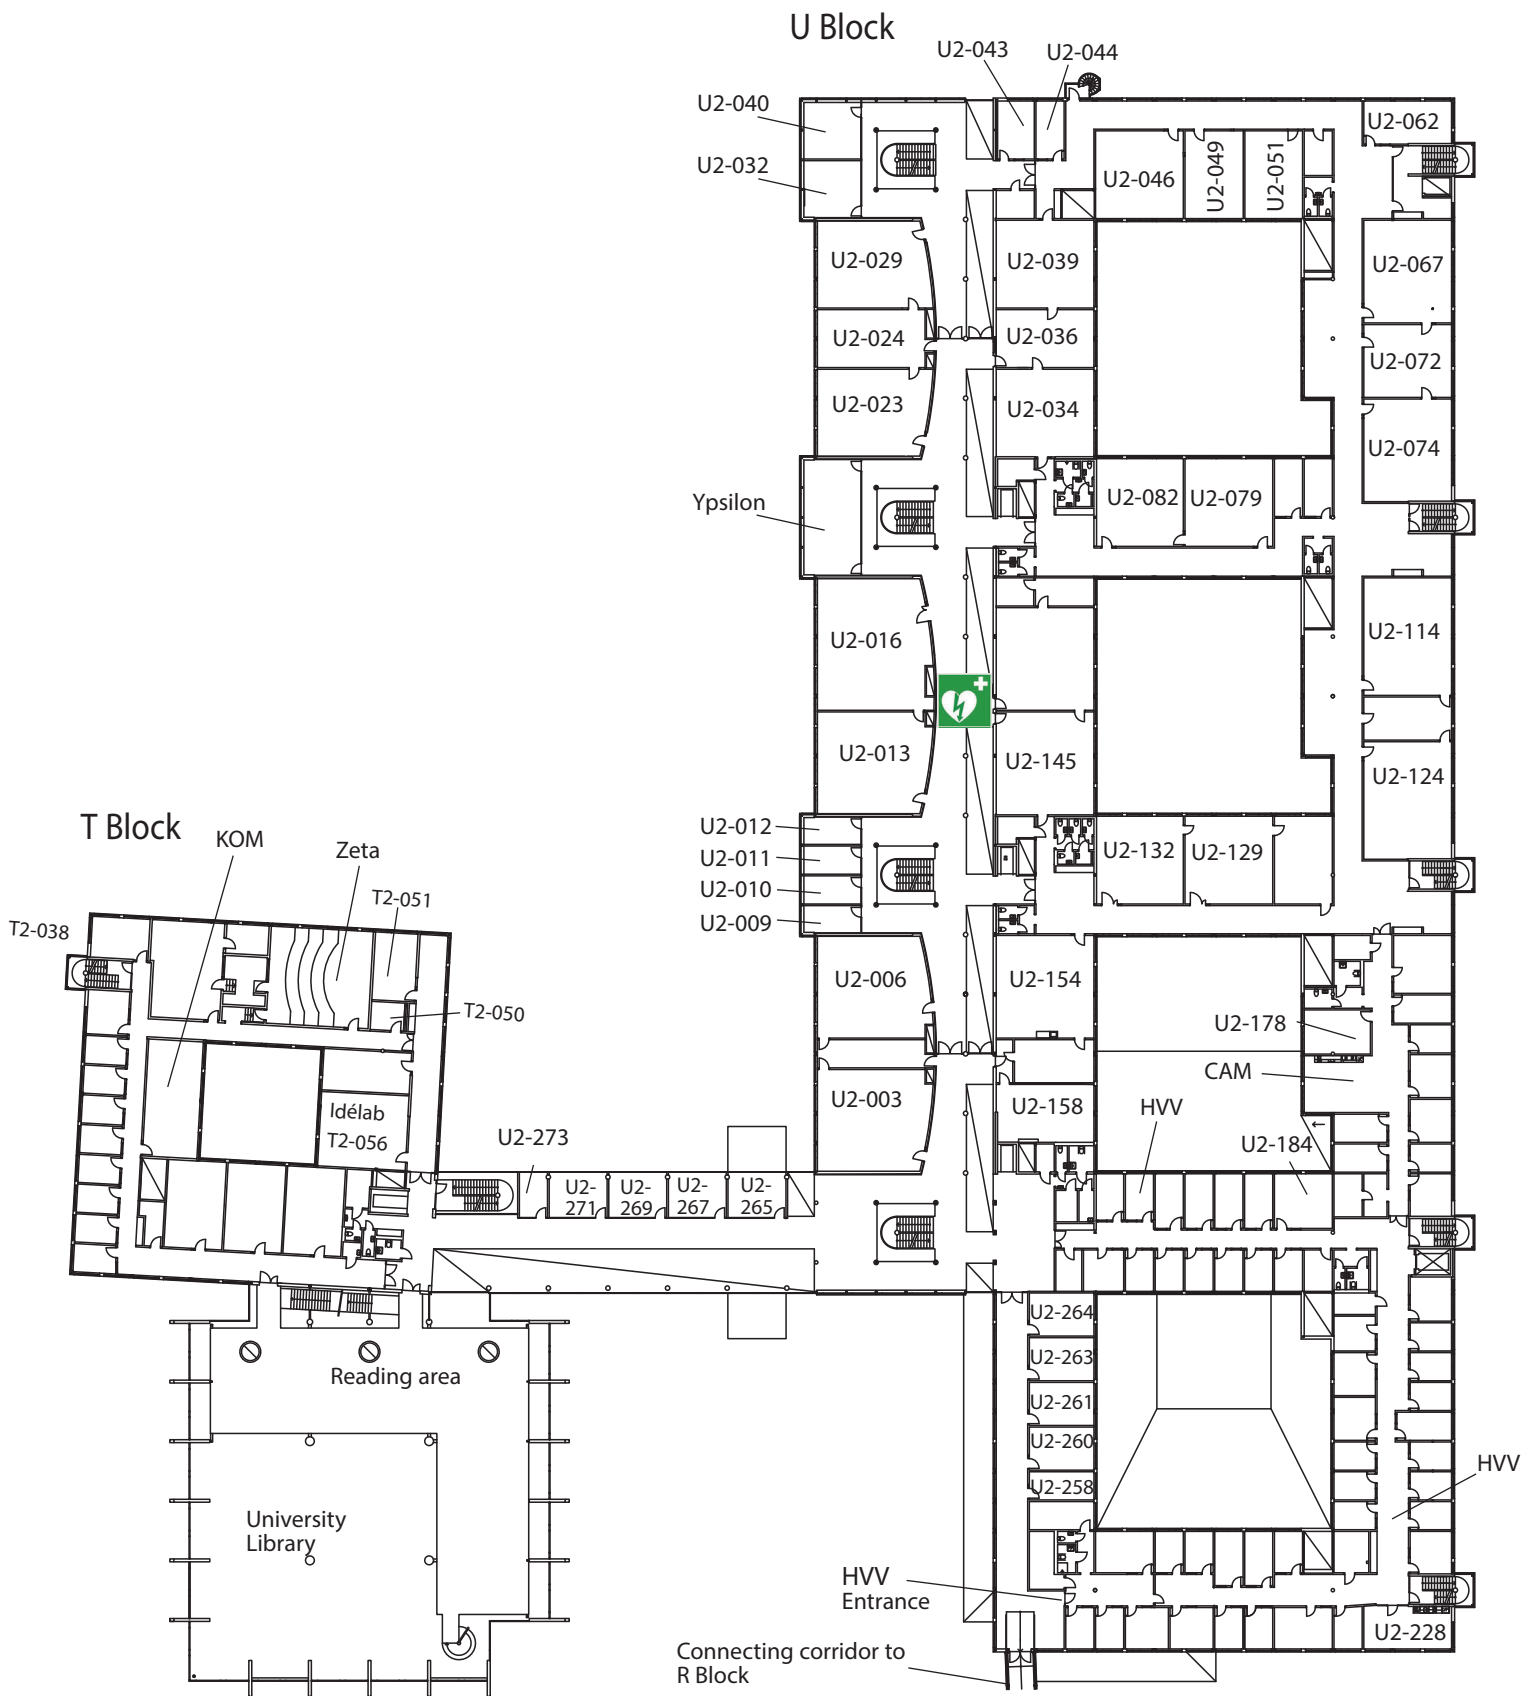 U Block
U2-043
U2-044
U2-040
U2-062
U2-032
U2-046
U2-049
U2-051
U2-029
U2-039
U2-067
U2-024
U2-036
U2-072
U2-023
U2-034
U2-074
Ypsilon
U2-082
U2-079
U2-016
U2-114
U2-013
U2-145
U2-124
T Block
KOM
Zeta
U2-012
U2-011
U2-010
U2-009
U2-132
U2-129
T2-051
T2-038
T2-050
U2-006
U2-154
U2-178
CAM
U2-003
U2-158
HVV
U2-184
Idélab
T2-056
U2-273
U2-
271
U2-
269
U2-
267
U2-
265
U2-264
U2-263
U2-261
U2-260
U2-258
HVV
Reading area
University
Library
HVV
Entrance
U2-228
Connecting corridor to
R Block